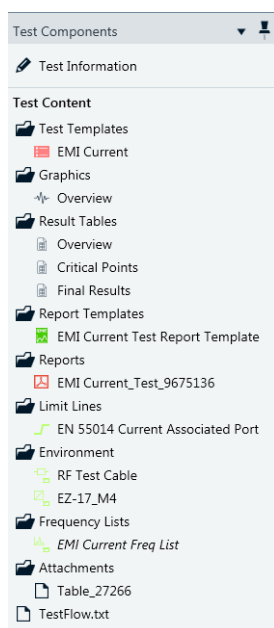 Test Components
Test Information
Test Content
Test Templates
EMI Current
Graphics
Overview
Result Tables
Overview
Critical Points
Final Results
Report Templates
EMI Current Test Report Template
Reports
EMI Current_Test_9675136
Limit Lines
EN 55014 Current Associated Port
Environment
RF Test Cable
EZ-17_M4
Frequency Lists
EMI Current Freq List
Attachments
Table_27266
TestFlow.txt